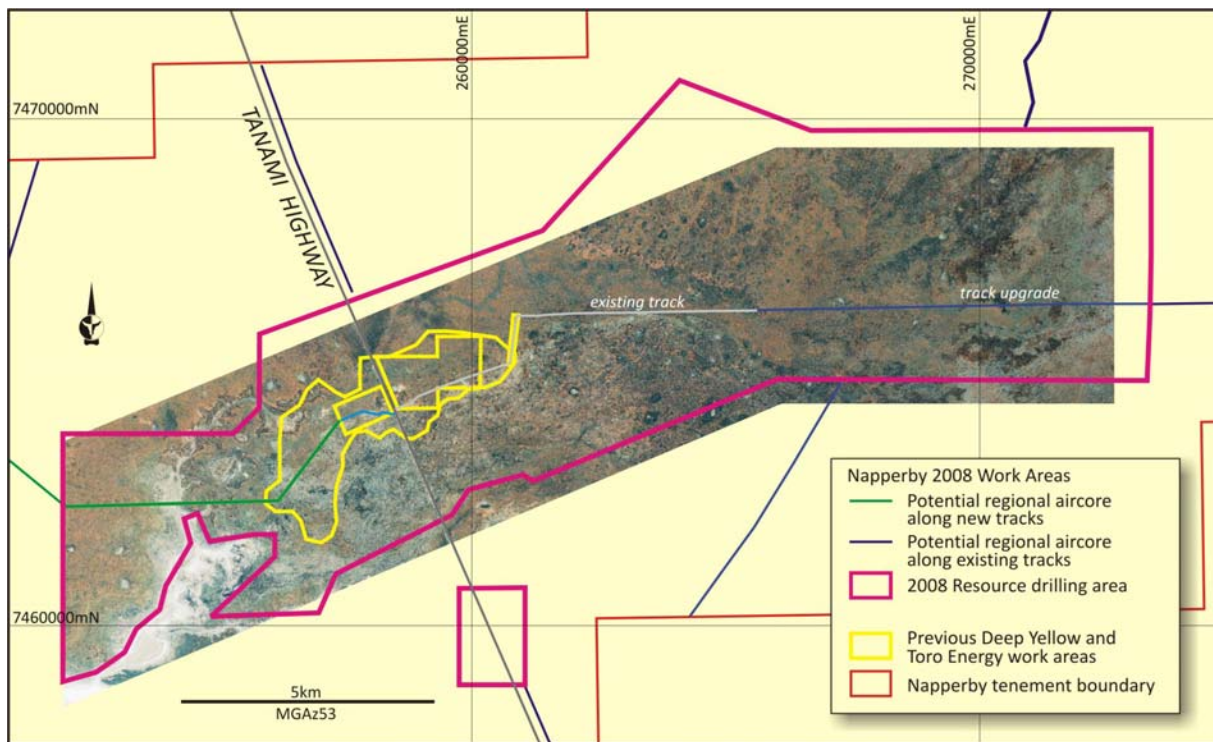 260000mE
270000mE
7470000mN
TANAMI HIGHWAY
existing track
track upgrade
7460000mN
5km
MGAz53
Napperby 2008 Work Areas
Potential regional aircore
along new tracks
Potential regional aircore
along existing tracks
2008 Resource drilling area
Previous Deep Yellow and
Toro Energy work areas
Napperby tenement boundary